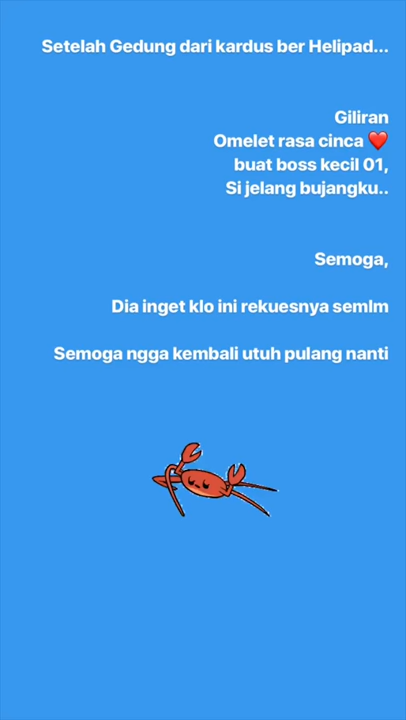 Setelah Gedung dari kardus ber Helipad...
Giliran
Omelet rasa cinca ❤️
buat boss kecil 01,
Si jelang bujangku..
Semoga,
Dia inget klo ini rekuesnya semlm
Semoga ngga kembali utuh pulang nanti